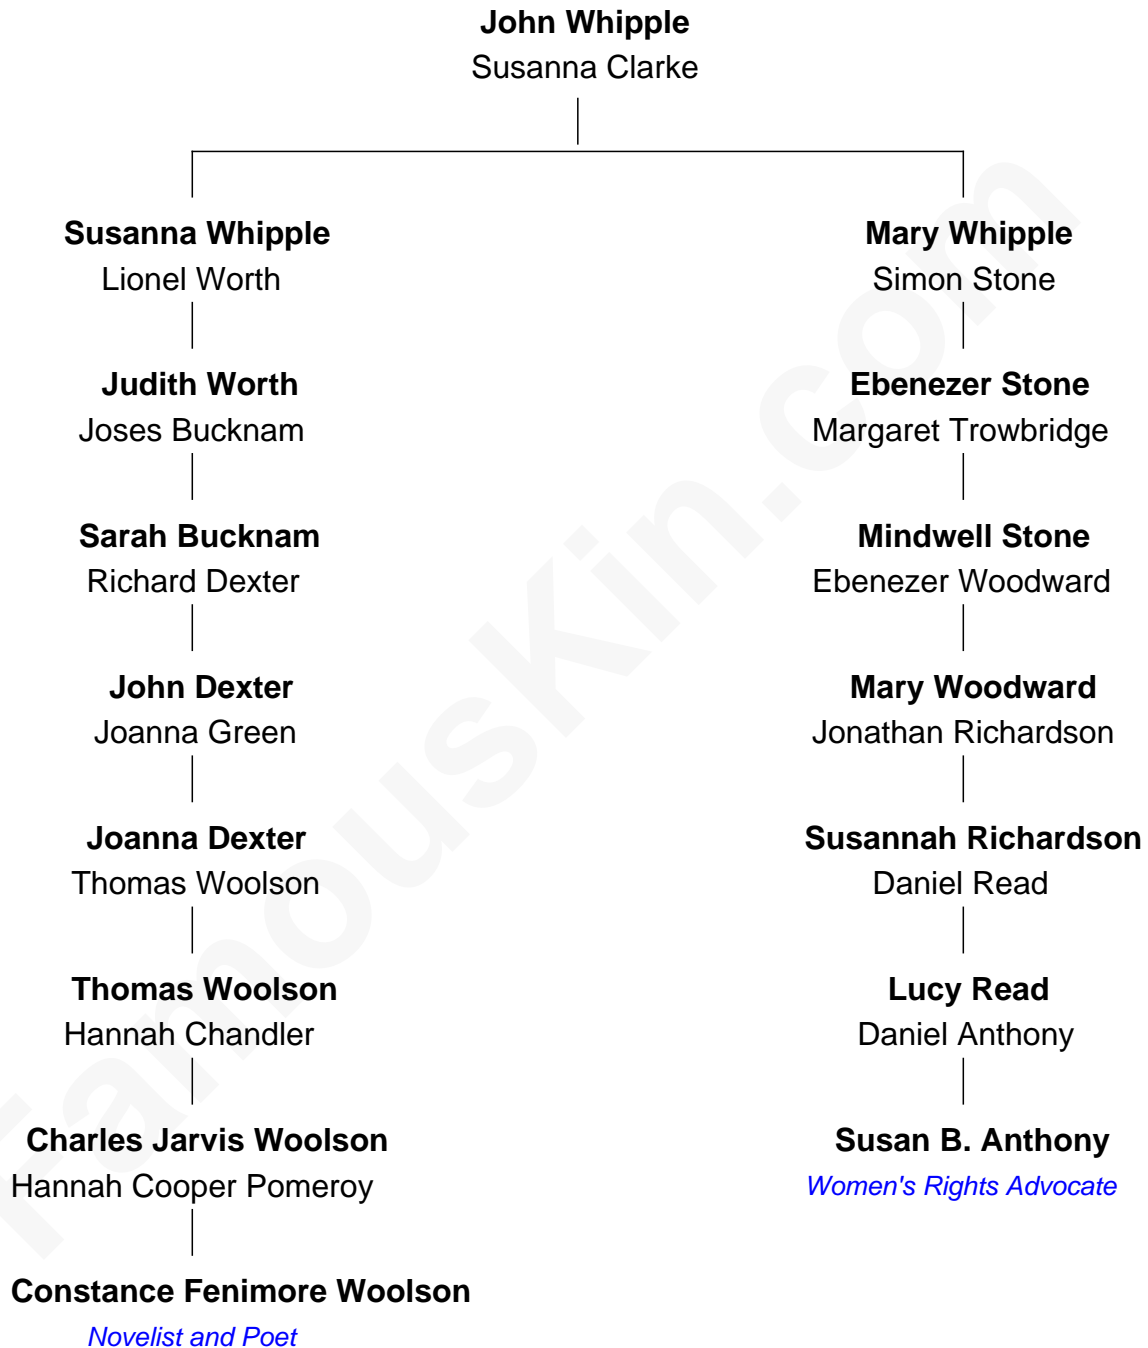 John Whipple
Susanna Clarke
Susanna Whipple
Lionel Worth
Mary Whipple
Simon Stone
Judith Worth
Joses Bucknam
Ebenezer Stone
Margaret Trowbridge
Sarah Bucknam
Richard Dexter
Mindwell Stone
Ebenezer Woodward
John Dexter
Joanna Green
Mary Woodward
Jonathan Richardson
Joanna Dexter
Thomas Woolson
Susannah Richardson
Daniel Read
Thomas Woolson
Hannah Chandler
Lucy Read
Daniel Anthony
Charles Jarvis Woolson
Hannah Cooper Pomeroy
Susan B. Anthony
Women's Rights Advocate
Constance Fenimore Woolson
Novelist and Poet
FamousKin.com